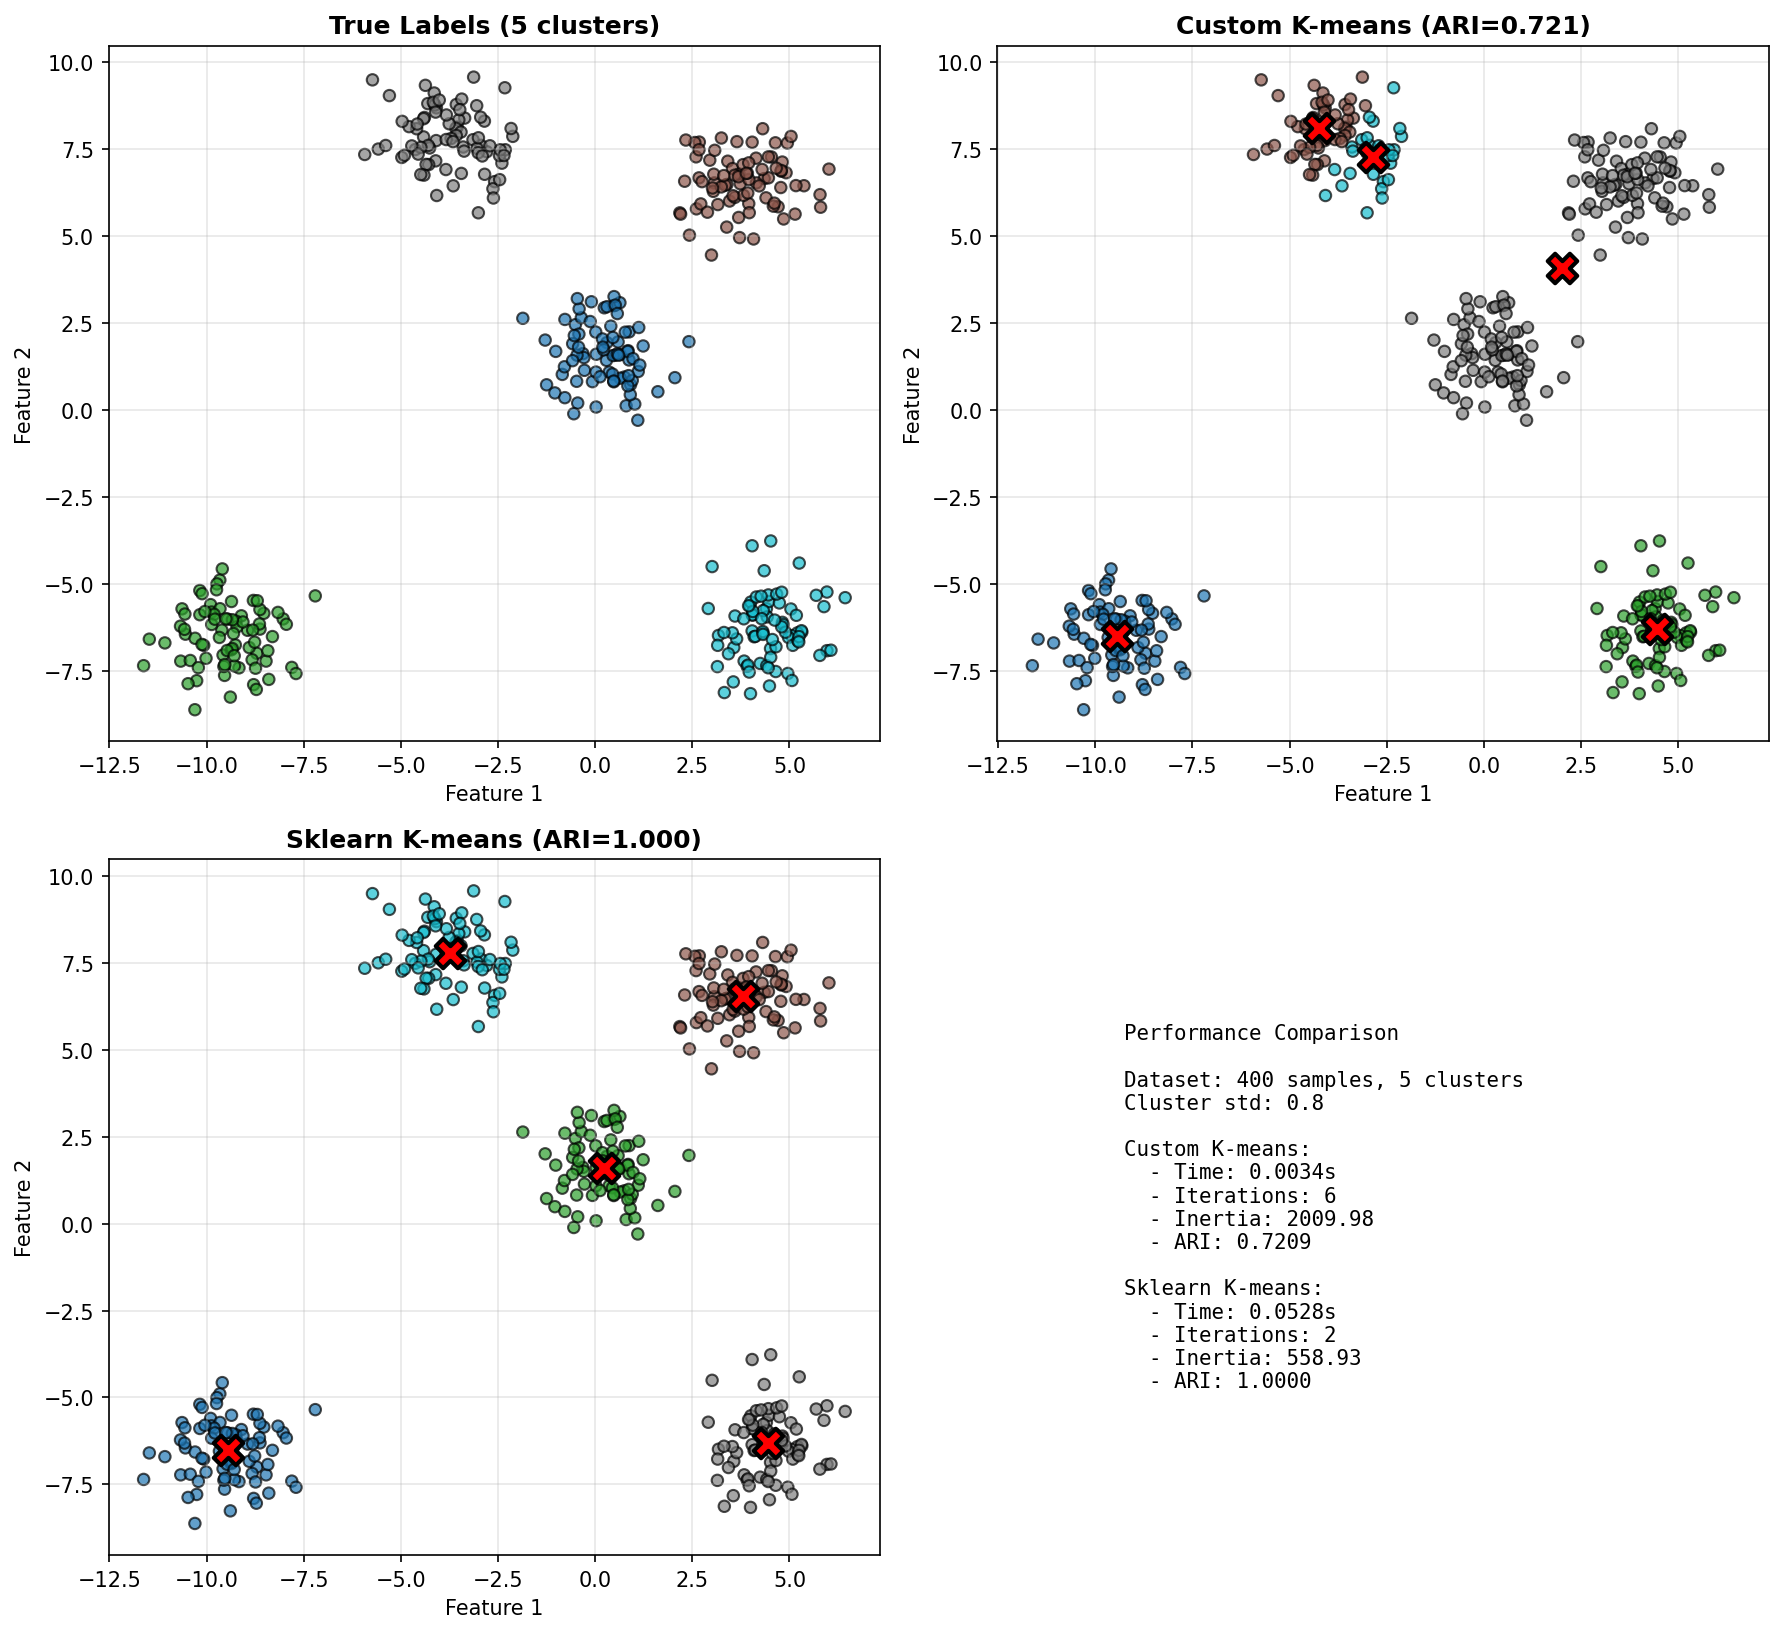 True Labels (5 clusters)
10.0
7.5
5.0
2.5
0.0
−2.5
−5.0
−7.5
Feature 2
−12.5 −10.0 −7.5 −5.0 −2.5 0.0 2.5 5.0
Feature 1
Custom K-means (ARI=0.721)
10.0
7.5
5.0
2.5
0.0
−2.5
−5.0
−7.5
Feature 2
−12.5 −10.0 −7.5 −5.0 −2.5 0.0 2.5 5.0
Feature 1
Sklearn K-means (ARI=1.000)
10.0
7.5
5.0
2.5
0.0
−2.5
−5.0
−7.5
Feature 2
−12.5 −10.0 −7.5 −5.0 −2.5 0.0 2.5 5.0
Feature 1
Performance Comparison
Dataset: 400 samples, 5 clusters
Cluster std: 0.8
Custom K-means:
- Time: 0.0034s
- Iterations: 6
- Inertia: 2009.98
- ARI: 0.7209
Sklearn K-means:
- Time: 0.0528s
- Iterations: 2
- Inertia: 558.93
- ARI: 1.0000